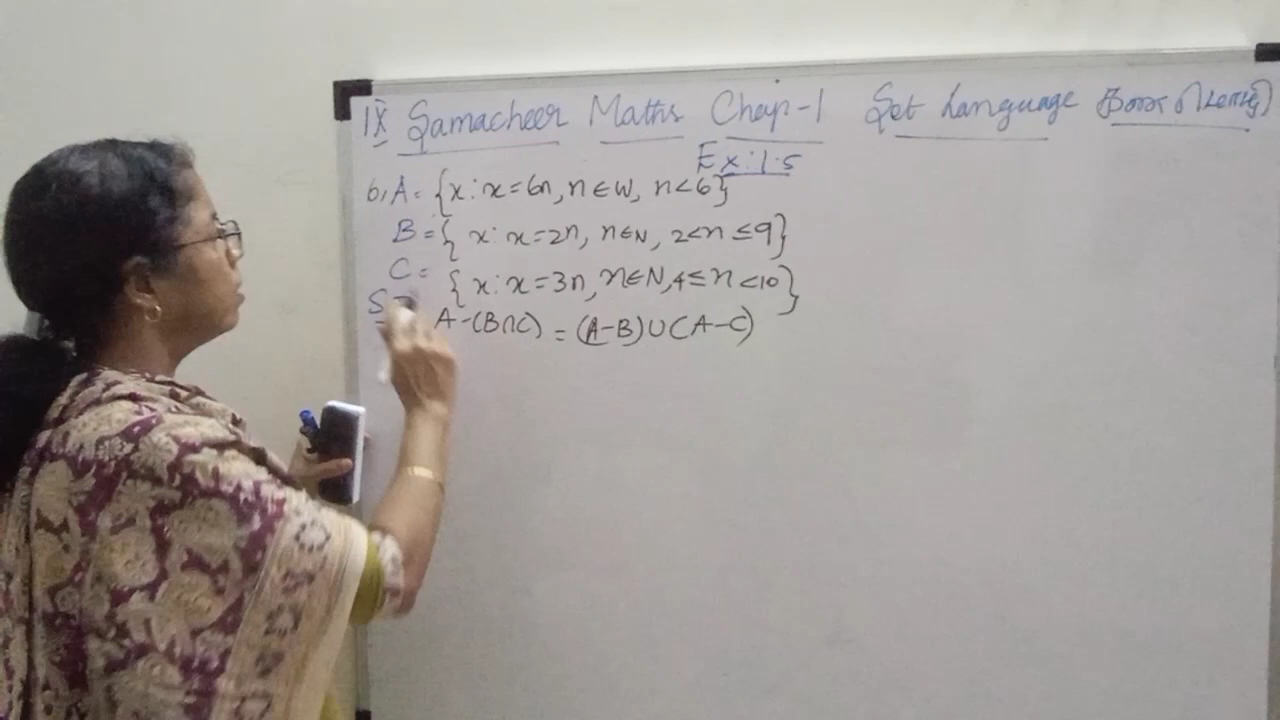 IX Samacheer Maths Chap-1 Set Language கணமொழி
Ex:1.5
6, A = {x:x=6n, n∈W, n<6}
B = { x: x=2n, n∈N, 2<n≤9}
C = { x: x=3n, n∈N, 4≤n<10}
A-(B∩C) = (A-B)∪(A-C)